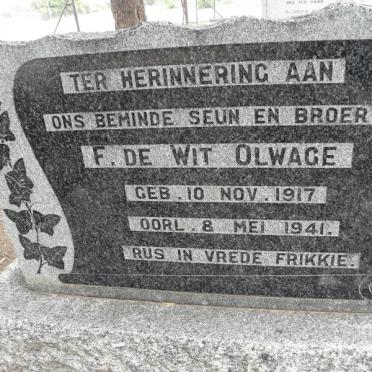 TER HERINNERING AAN
ONS BEMINDE SEUN EN BROER
F. DE WIT OLWAGE
GEB. 10 NOV. 1917
OORL. 8 MEI 1941.
RUS IN VREDE FRIKKIE.